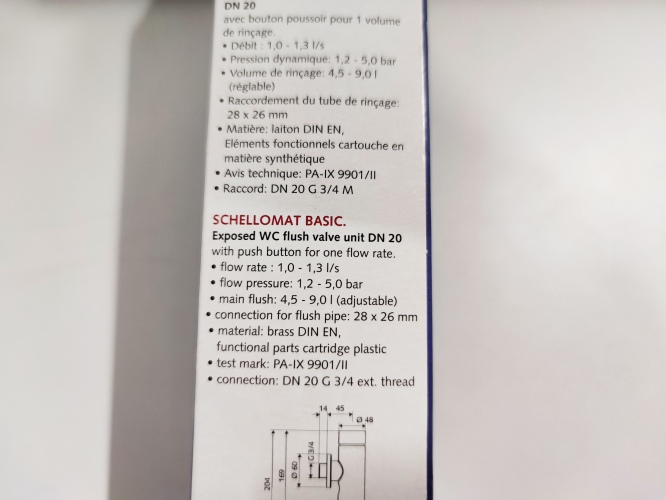 DN 20
avec bouton poussoir pour 1 volume
de rinçage.
• Débit : 1,0 - 1,3 l/s
• Pression dynamique: 1,2 - 5,0 bar
• Volume de rinçage: 4,5 - 9,0 l
(réglable)
• Raccordement du tube de rinçage:
28 x 26 mm
• Matière: laiton DIN EN,
Eléments fonctionnels cartouche en
matière synthétique
• Avis technique: PA-IX 9901/II
• Raccord: DN 20 G 3/4 M
SCHELLOMAT BASIC.
Exposed WC flush valve unit DN 20
with push button for one flow rate.
• flow rate : 1,0 - 1,3 l/s
• flow pressure: 1,2 - 5,0 bar
• main flush: 4,5 - 9,0 l (adjustable)
• connection for flush pipe: 28 x 26 mm
• material: brass DIN EN,
functional parts cartridge plastic
• test mark: PA-IX 9901/II
• connection: DN 20 G 3/4 ext. thread
14 45
Ø 48
G 3/4
Ø 60
169
204